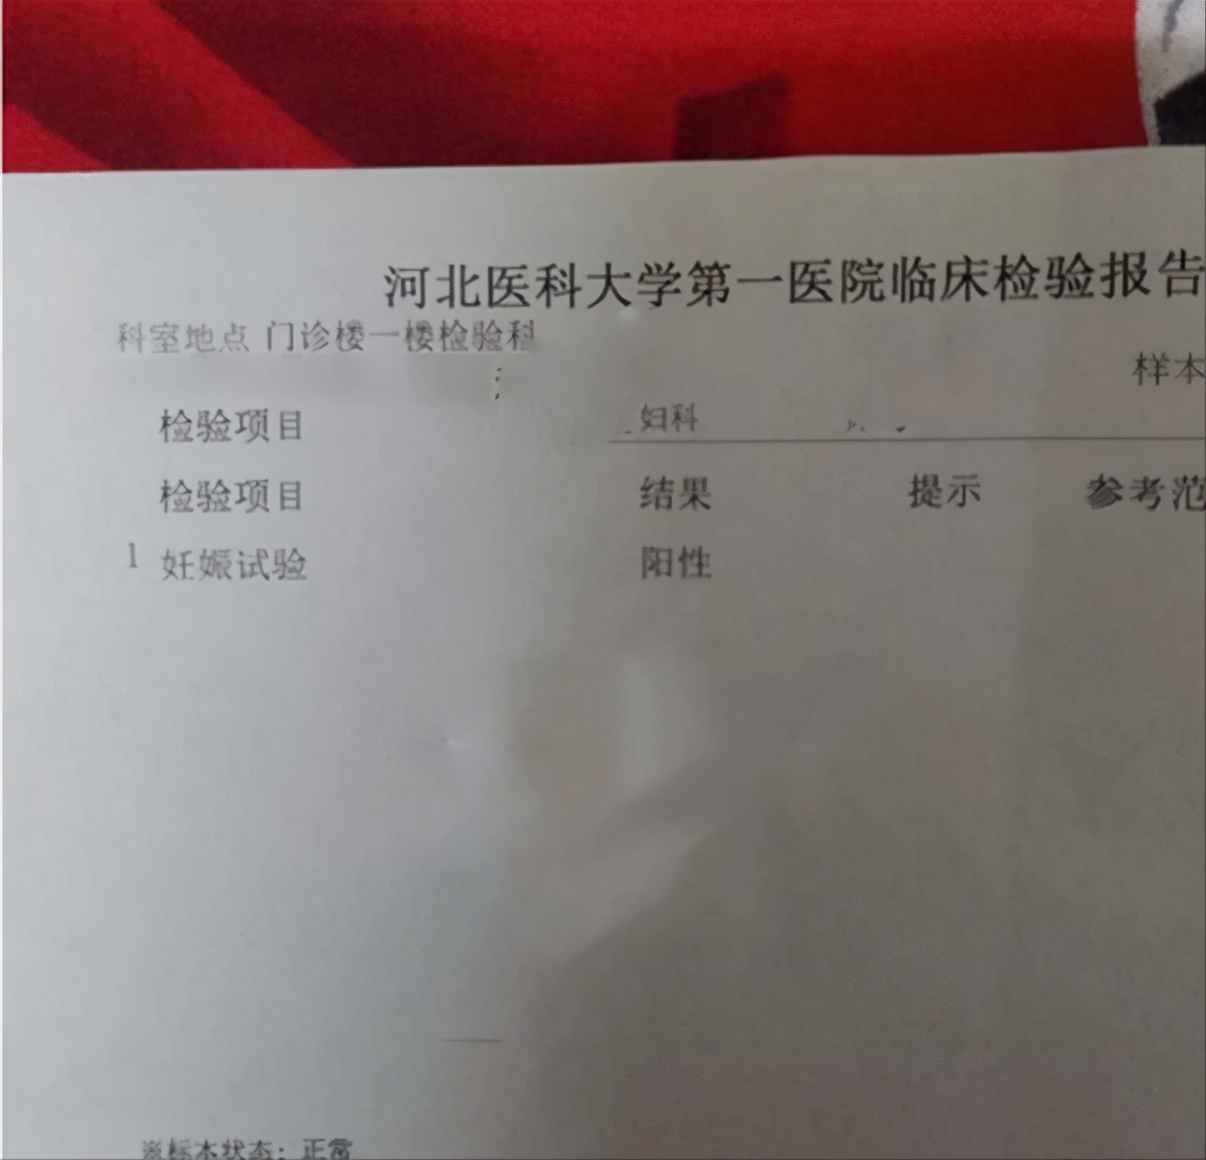 河北医科大学第一医院临床检验报告
科室地点 门诊楼一楼检验科
样本
检验项目 妇科
检验项目 结果 提示 参考范
1 妊娠试验 阳性
※标本状态：正常